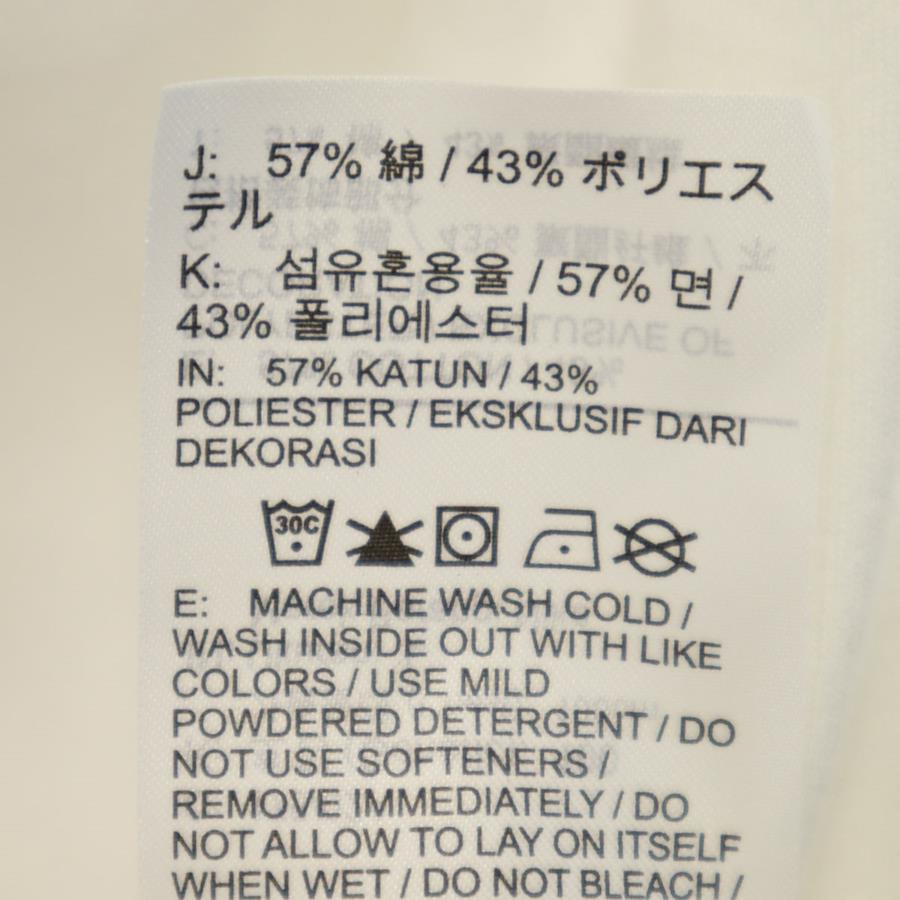 J: 57% 綿 / 43% ポリエス
テル
K: 섬유혼용율 / 57% 면 /
43% 폴리에스터
IN: 57% KATUN / 43%
POLIESTER / EKSKLUSIF DARI
DEKORASI
30C
E: MACHINE WASH COLD /
WASH INSIDE OUT WITH LIKE
COLORS / USE MILD
POWDERED DETERGENT / DO
NOT USE SOFTENERS /
REMOVE IMMEDIATELY / DO
NOT ALLOW TO LAY ON ITSELF
WHEN WET / DO NOT BLEACH /